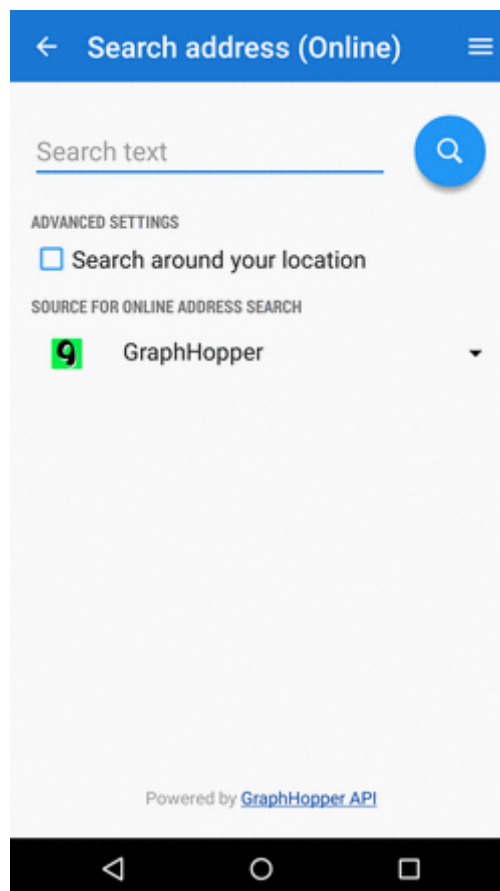 Search address (Online)
Search text
ADVANCED SETTINGS
Search around your location
SOURCE FOR ONLINE ADDRESS SEARCH
GraphHopper
Powered by GraphHopper API